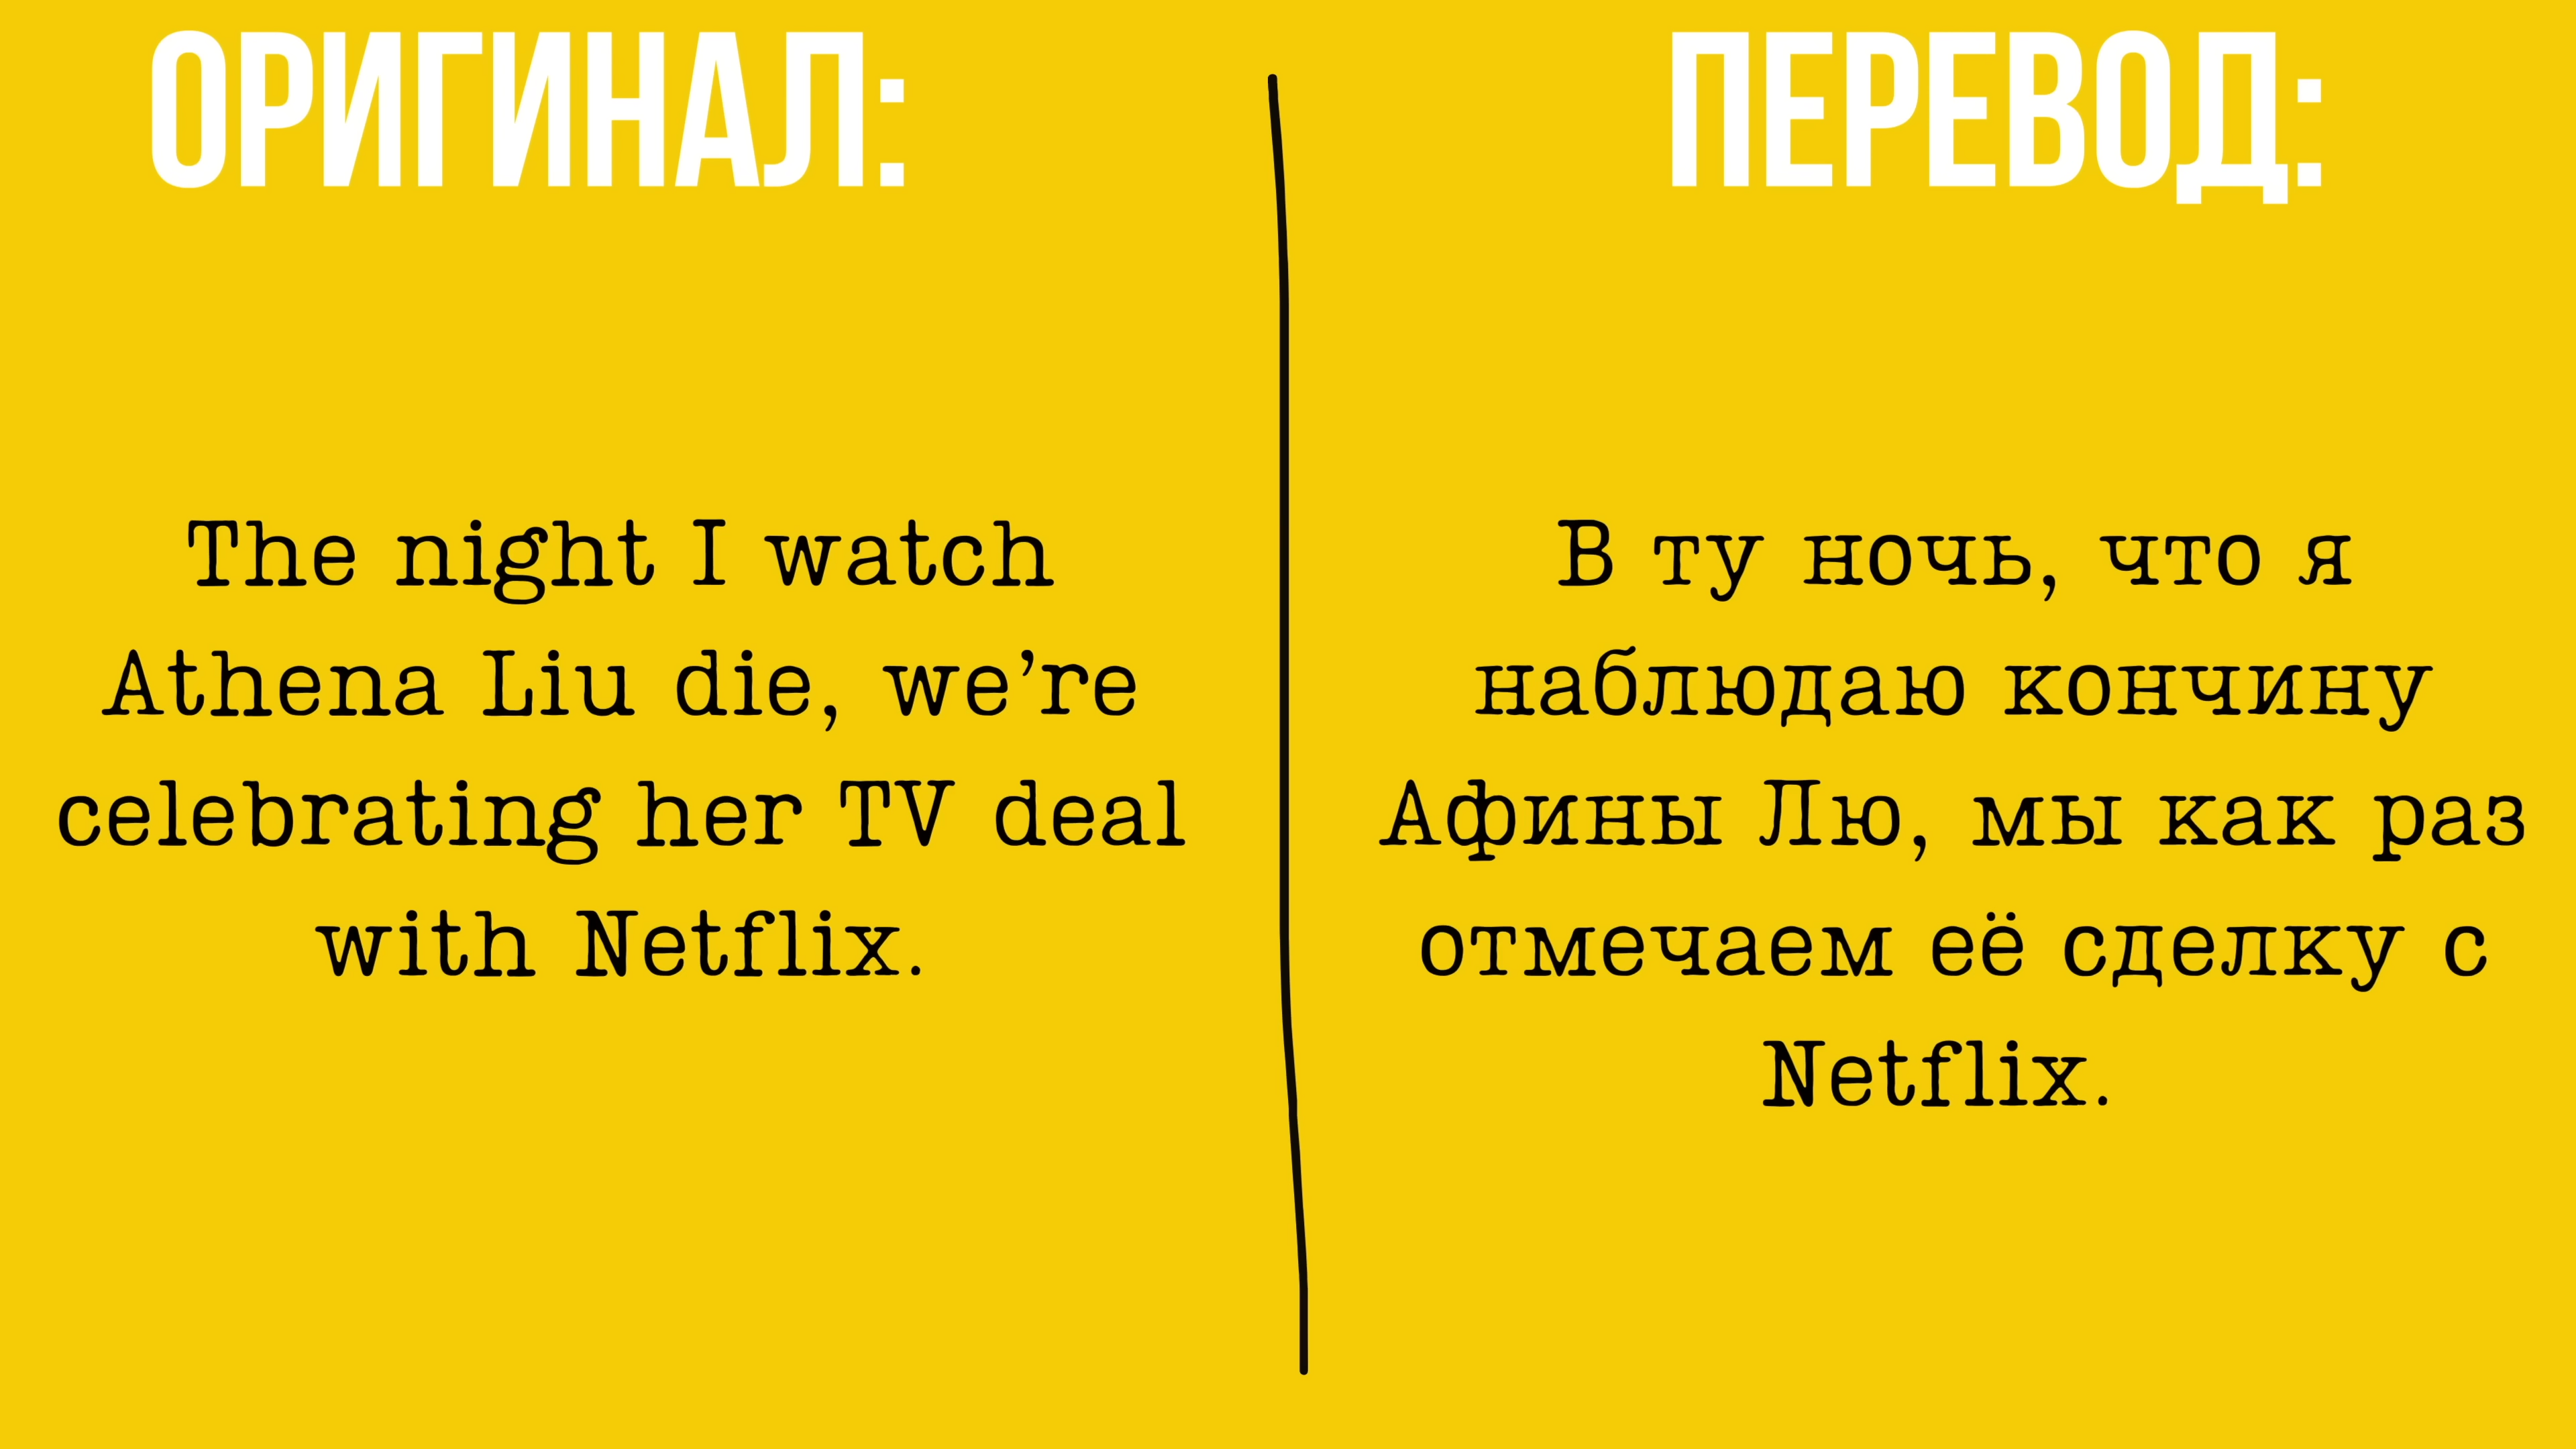 ОРИГИНАЛ:
The night I watch
Athena Liu die, we’re
celebrating her TV deal
with Netflix.
ПЕРЕВОД:
В ту ночь, что я
наблюдаю кончину
Афины Лю, мы как раз
отмечаем её сделку с
Netflix.